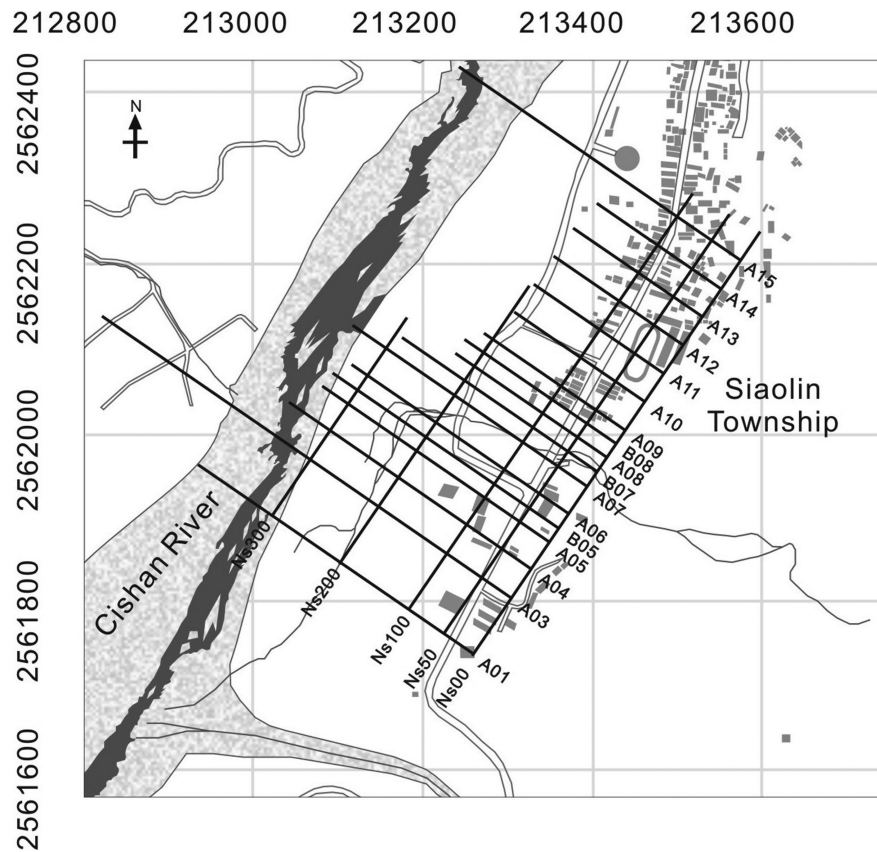 212800 213000 213200 213400 213600
2562400
2562200
2562000
2561800
2561600
N
A15
A14
A13
A12
A11
A10
A09
B08
A08
B07
A07
A06
B05
A05
A04
A03
A01
Siaolin
Township
Cishan River
Ns300
Ns200
Ns100
Ns50
Ns00